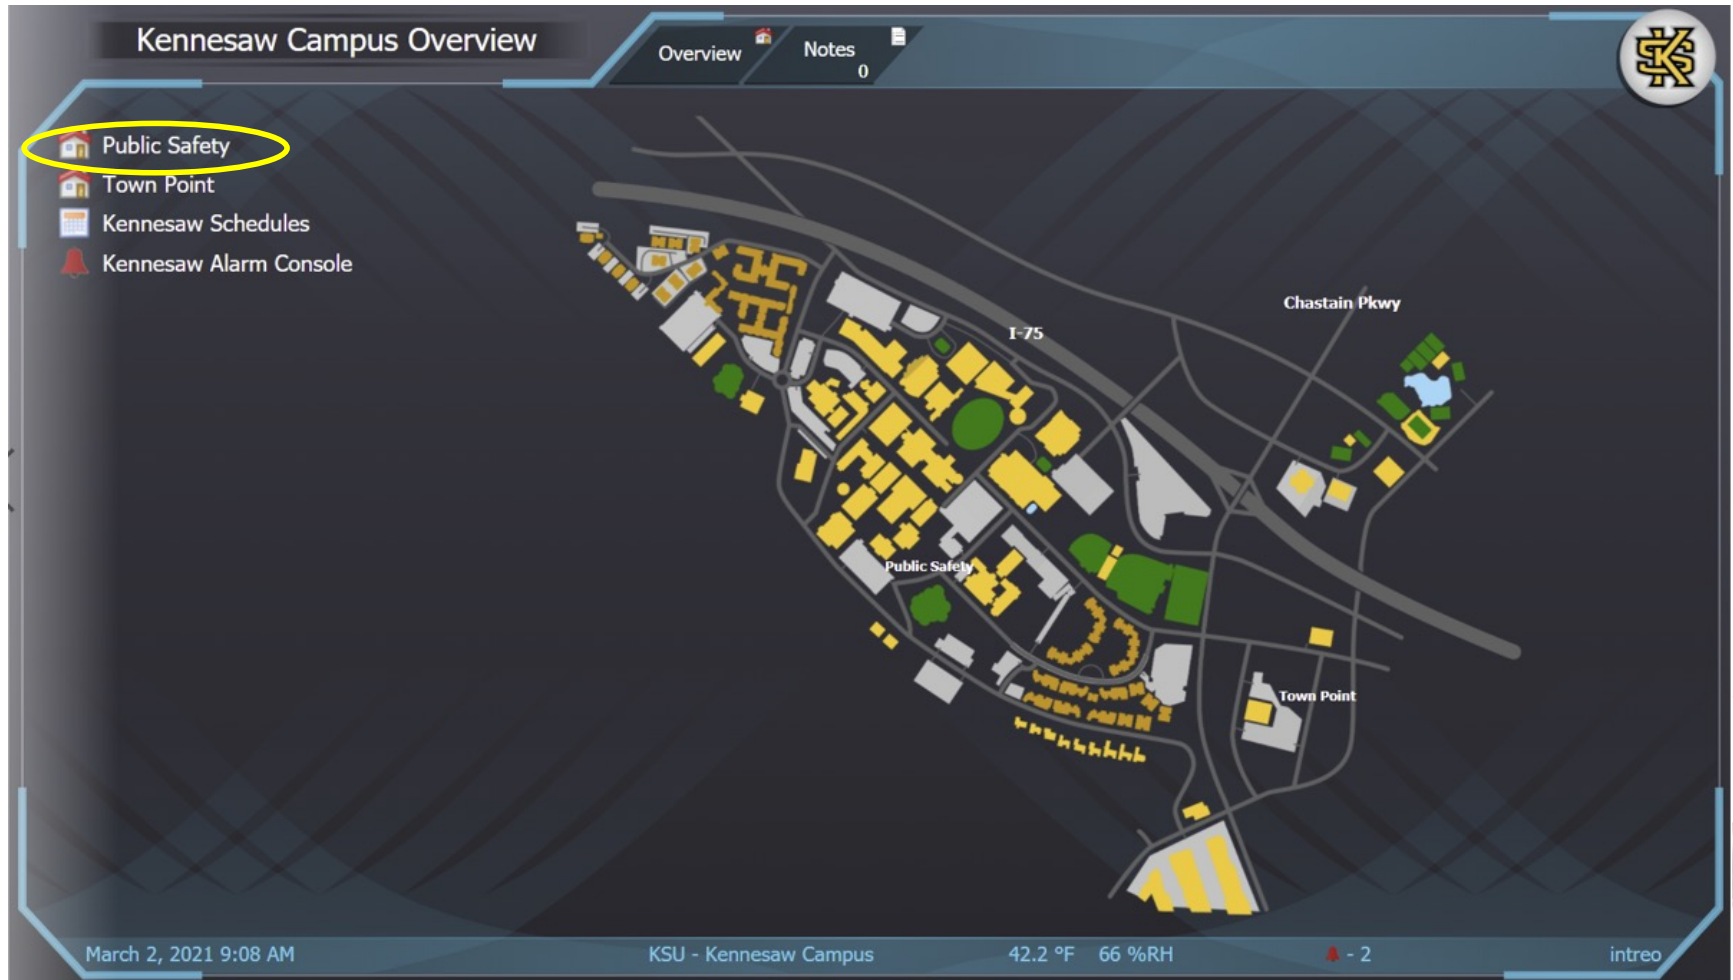 Kennesaw Campus Overview
Overview
Notes
0
KS
Public Safety
Town Point
Kennesaw Schedules
Kennesaw Alarm Console
Chastain Pkwy
I-75
Public Safety
Town Point
March 2, 2021 9:08 AM
KSU - Kennesaw Campus
42.2 °F
66 %RH
- 2
intreo